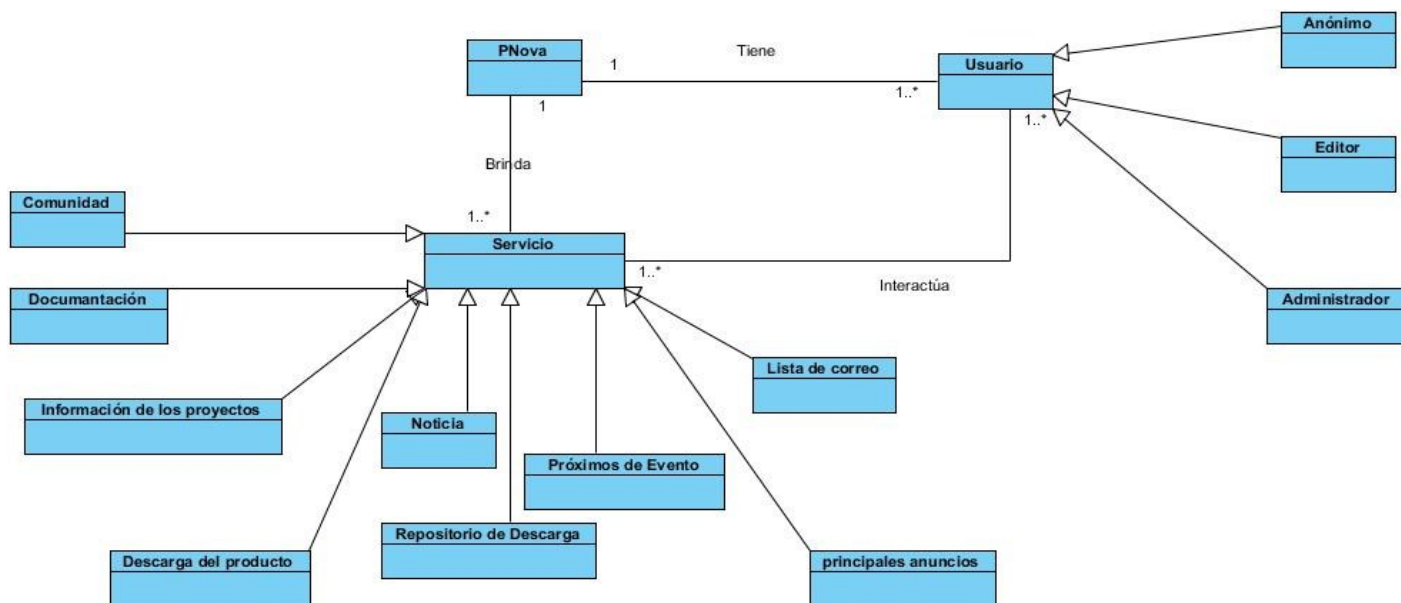 Anónimo
PNova
Tiene
Usuario
1
1..*
1
1..*
Editor
Brinda
Comunidad
1..*
Servicio
1..*
Interactúa
Documantación
Administrador
Lista de correo
Información de los proyectos
Noticia
Próximos de Evento
Repositorio de Descarga
Descarga del producto
principales anuncios